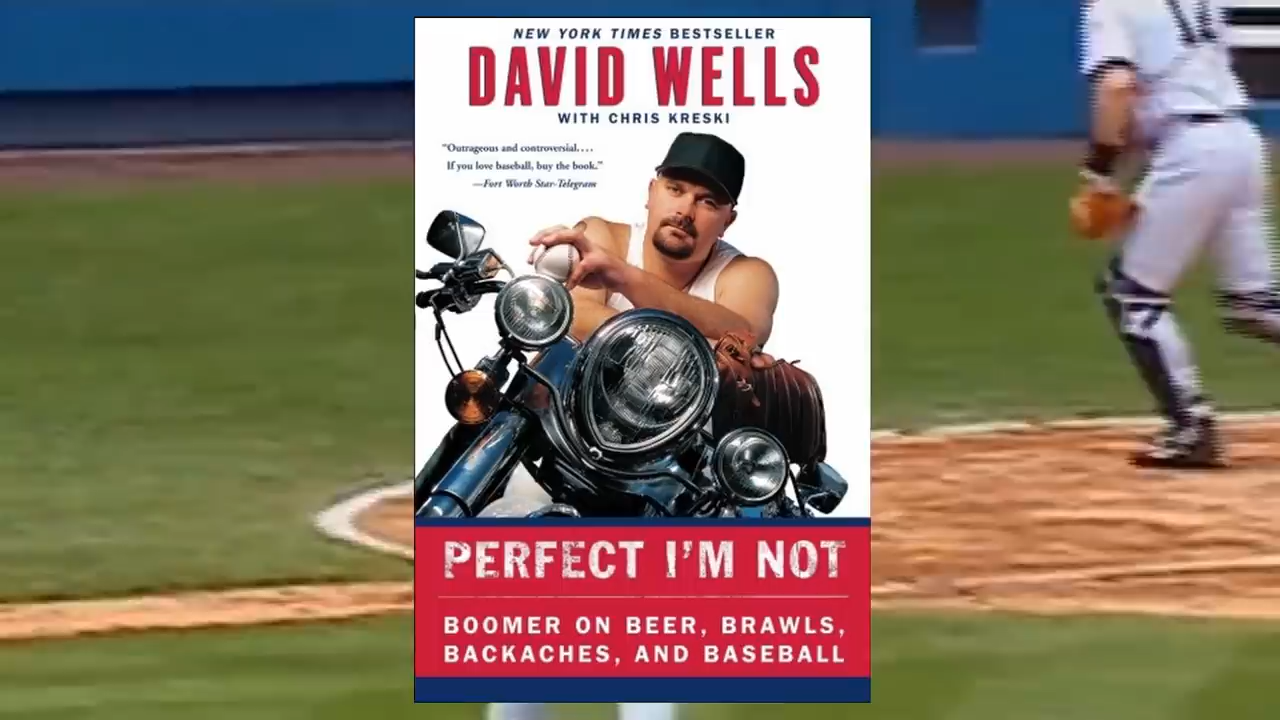 NEW YORK TIMES BESTSELLER
DAVID WELLS
WITH CHRIS KRESKI
“Outrageous and controversial....
If you love baseball, buy the book.”
—Fort Worth Star-Telegram
PERFECT I’M NOT
BOOMER ON BEER, BRAWLS,
BACKACHES, AND BASEBALL